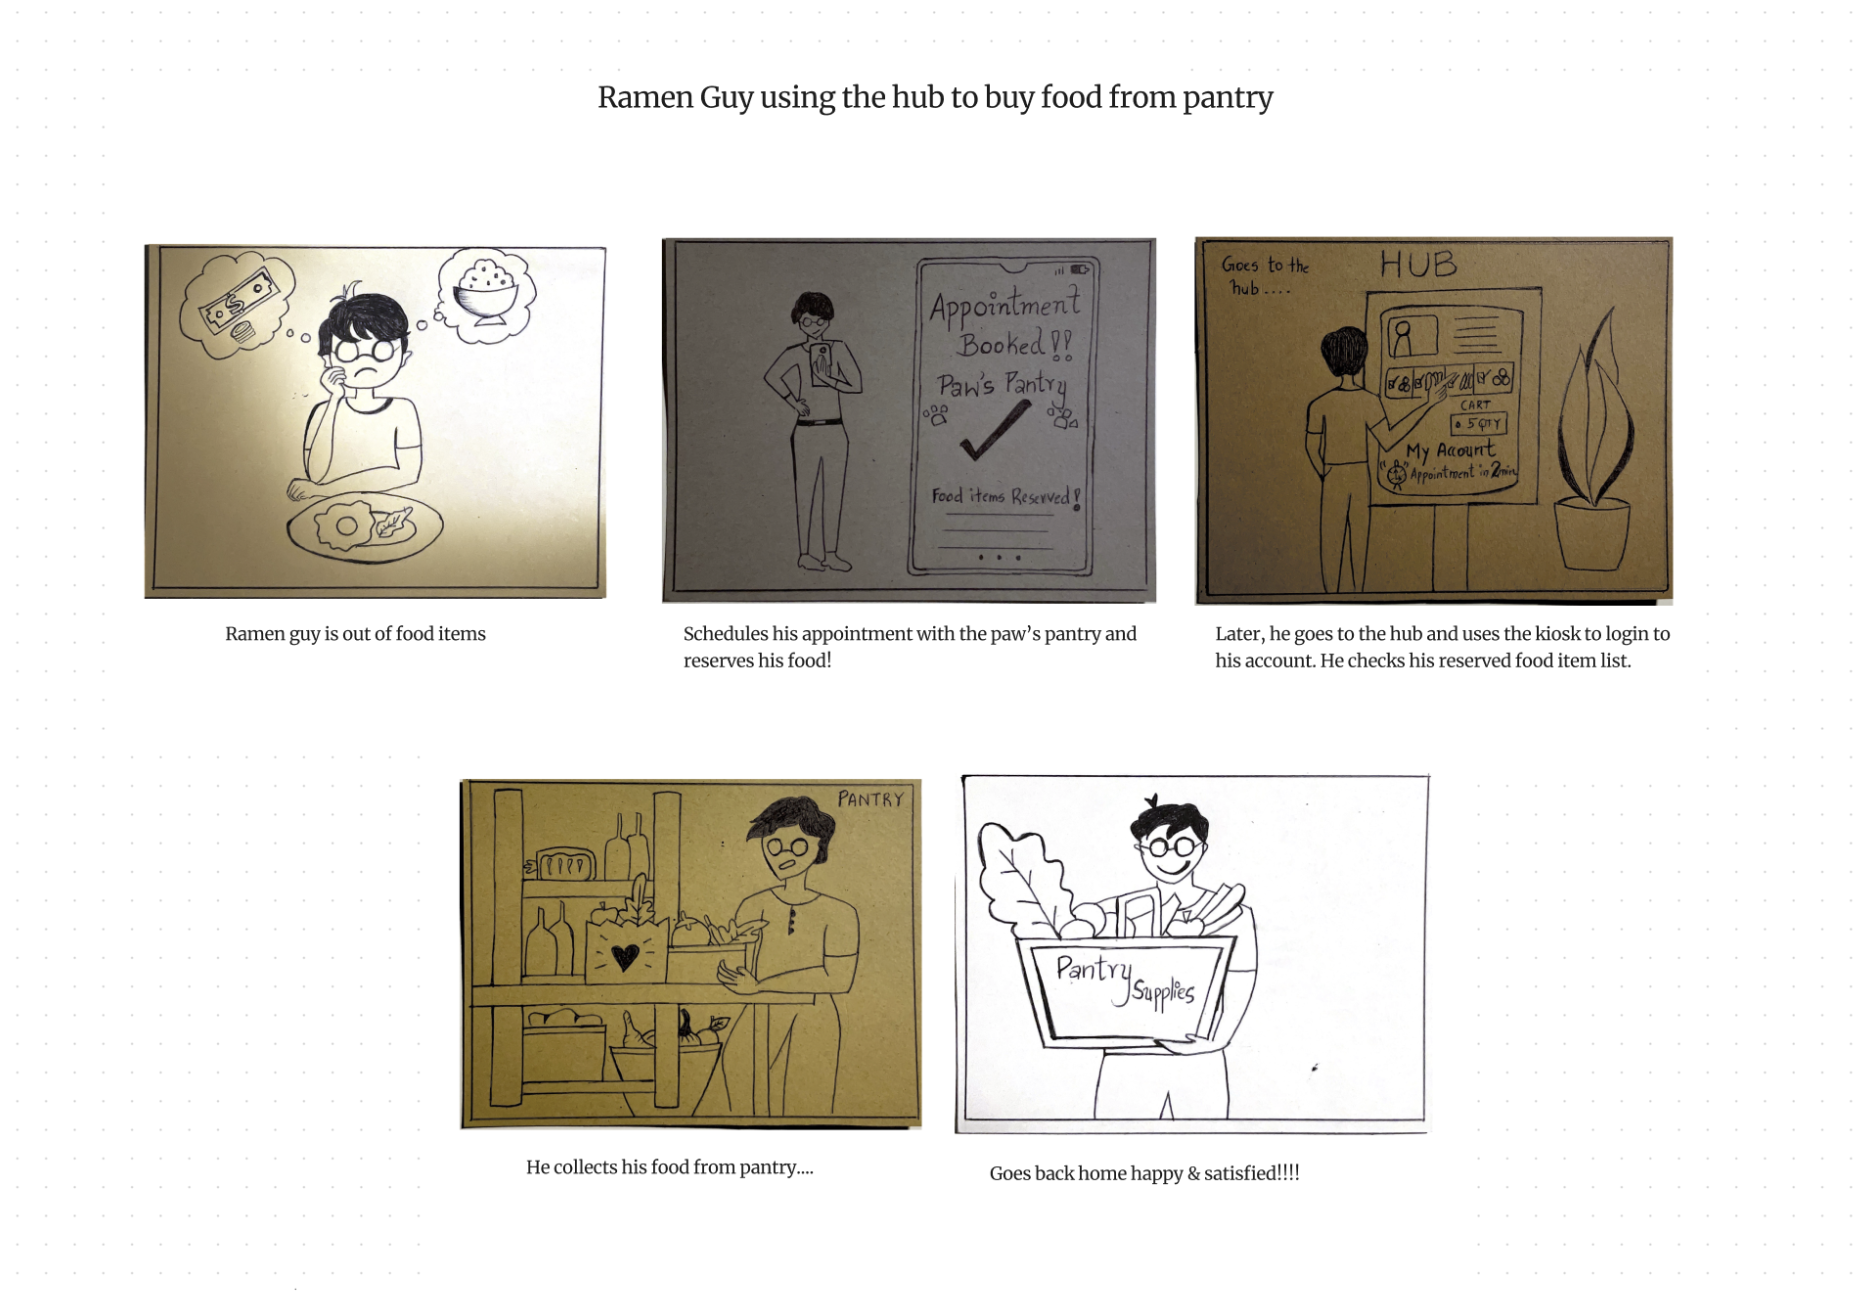 Ramen Guy using the hub to buy food from pantry
Appointment
Booked!!
Paw's Pantry
Food items Reserved!
Goes to the
hub....
HUB
CART
5 QTY
My Account
Appointment in 2min
Ramen guy is out of food items
Schedules his appointment with the paw's pantry and
reserves his food!
Later, he goes to the hub and uses the kiosk to login to
his account. He checks his reserved food item list.
PANTRY
Pantry
Supplies
He collects his food from pantry....
Goes back home happy & satisfied!!!!